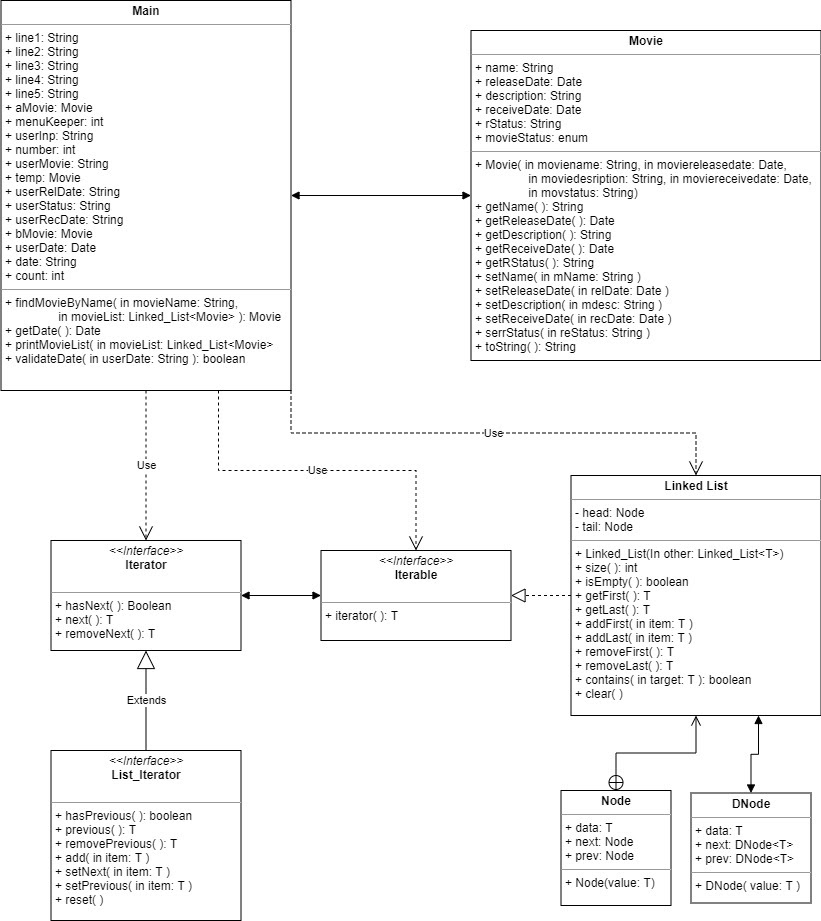 Main
+ line1: String
+ line2: String
+ line3: String
+ line4: String
+ line5: String
+ aMovie: Movie
+ menuKeeper: int
+ userInp: String
+ number: int
+ userMovie: String
+ temp: Movie
+ userRelDate: String
+ userStatus: String
+ userRecDate: String
+ bMovie: Movie
+ userDate: Date
+ date: String
+ count: int
+ findMovieByName( in movieName: String,
in movieList: Linked_List<Movie> ): Movie
+ getDate( ): Date
+ printMovieList( in movieList: Linked_List<Movie>
+ validateDate( in userDate: String ): boolean
Movie
+ name: String
+ releaseDate: Date
+ description: String
+ receiveDate: Date
+ rStatus: String
+ movieStatus: enum
+ Movie( in moviename: String, in moviereleasedate: Date,
in moviedesription: String, in moviereceivedate: Date,
in movstatus: String)
+ getName( ): String
+ getReleaseDate( ): Date
+ getDescription( ): String
+ getReceiveDate( ): Date
+ getRStatus( ): String
+ setName( in mName: String )
+ setReleaseDate( in relDate: Date )
+ setDescription( in mdesc: String )
+ setReceiveDate( in recDate: Date )
+ serrStatus( in reStatus: String )
+ toString( ): String
Use
Use
Use
<<Interface>>
Iterator
+ hasNext( ): Boolean
+ next( ): T
+ removeNext( ): T
<<Interface>>
Iterable
+ iterator( ): T
Linked List
- head: Node
- tail: Node
+ Linked_List(In other: Linked_List<T>)
+ size( ): int
+ isEmpty( ): boolean
+ getFirst( ): T
+ getLast( ): T
+ addFirst( in item: T )
+ addLast( in item: T )
+ removeFirst( ): T
+ removeLast( ): T
+ contains( in target: T ): boolean
+ clear( )
Extends
<<Interface>>
List_Iterator
+ hasPrevious( ): boolean
+ previous( ): T
+ removePrevious( ): T
+ add( in item: T )
+ setNext( in item: T )
+ setPrevious( in item: T )
+ reset( )
Node
+ data: T
+ next: Node
+ prev: Node
+ Node(value: T)
DNode
+ data: T
+ next: DNode<T>
+ prev: DNode<T>
+ DNode( value: T )